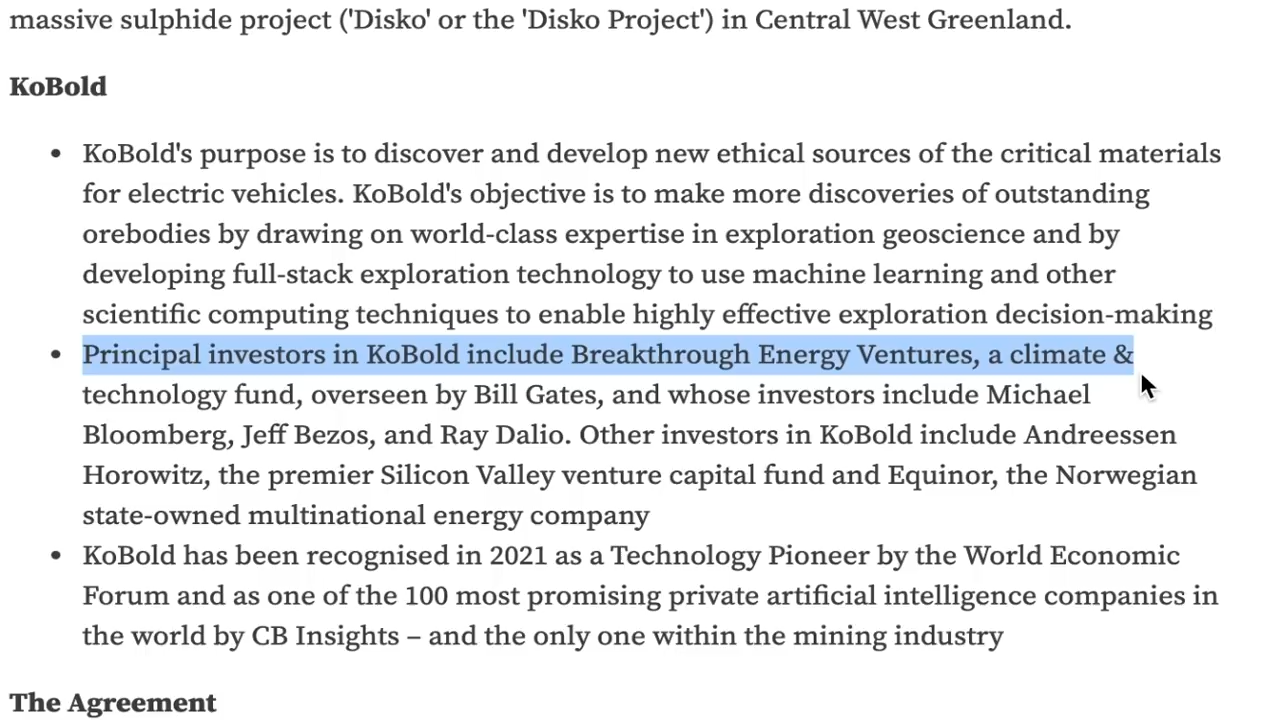 massive sulphide project ('Disko' or the 'Disko Project') in Central West Greenland.
KoBold
• KoBold's purpose is to discover and develop new ethical sources of the critical materials
for electric vehicles. KoBold's objective is to make more discoveries of outstanding
orebodies by drawing on world-class expertise in exploration geoscience and by
developing full-stack exploration technology to use machine learning and other
scientific computing techniques to enable highly effective exploration decision-making
• Principal investors in KoBold include Breakthrough Energy Ventures, a climate &
technology fund, overseen by Bill Gates, and whose investors include Michael
Bloomberg, Jeff Bezos, and Ray Dalio. Other investors in KoBold include Andreessen
Horowitz, the premier Silicon Valley venture capital fund and Equinor, the Norwegian
state-owned multinational energy company
• KoBold has been recognised in 2021 as a Technology Pioneer by the World Economic
Forum and as one of the 100 most promising private artificial intelligence companies in
the world by CB Insights – and the only one within the mining industry
The Agreement